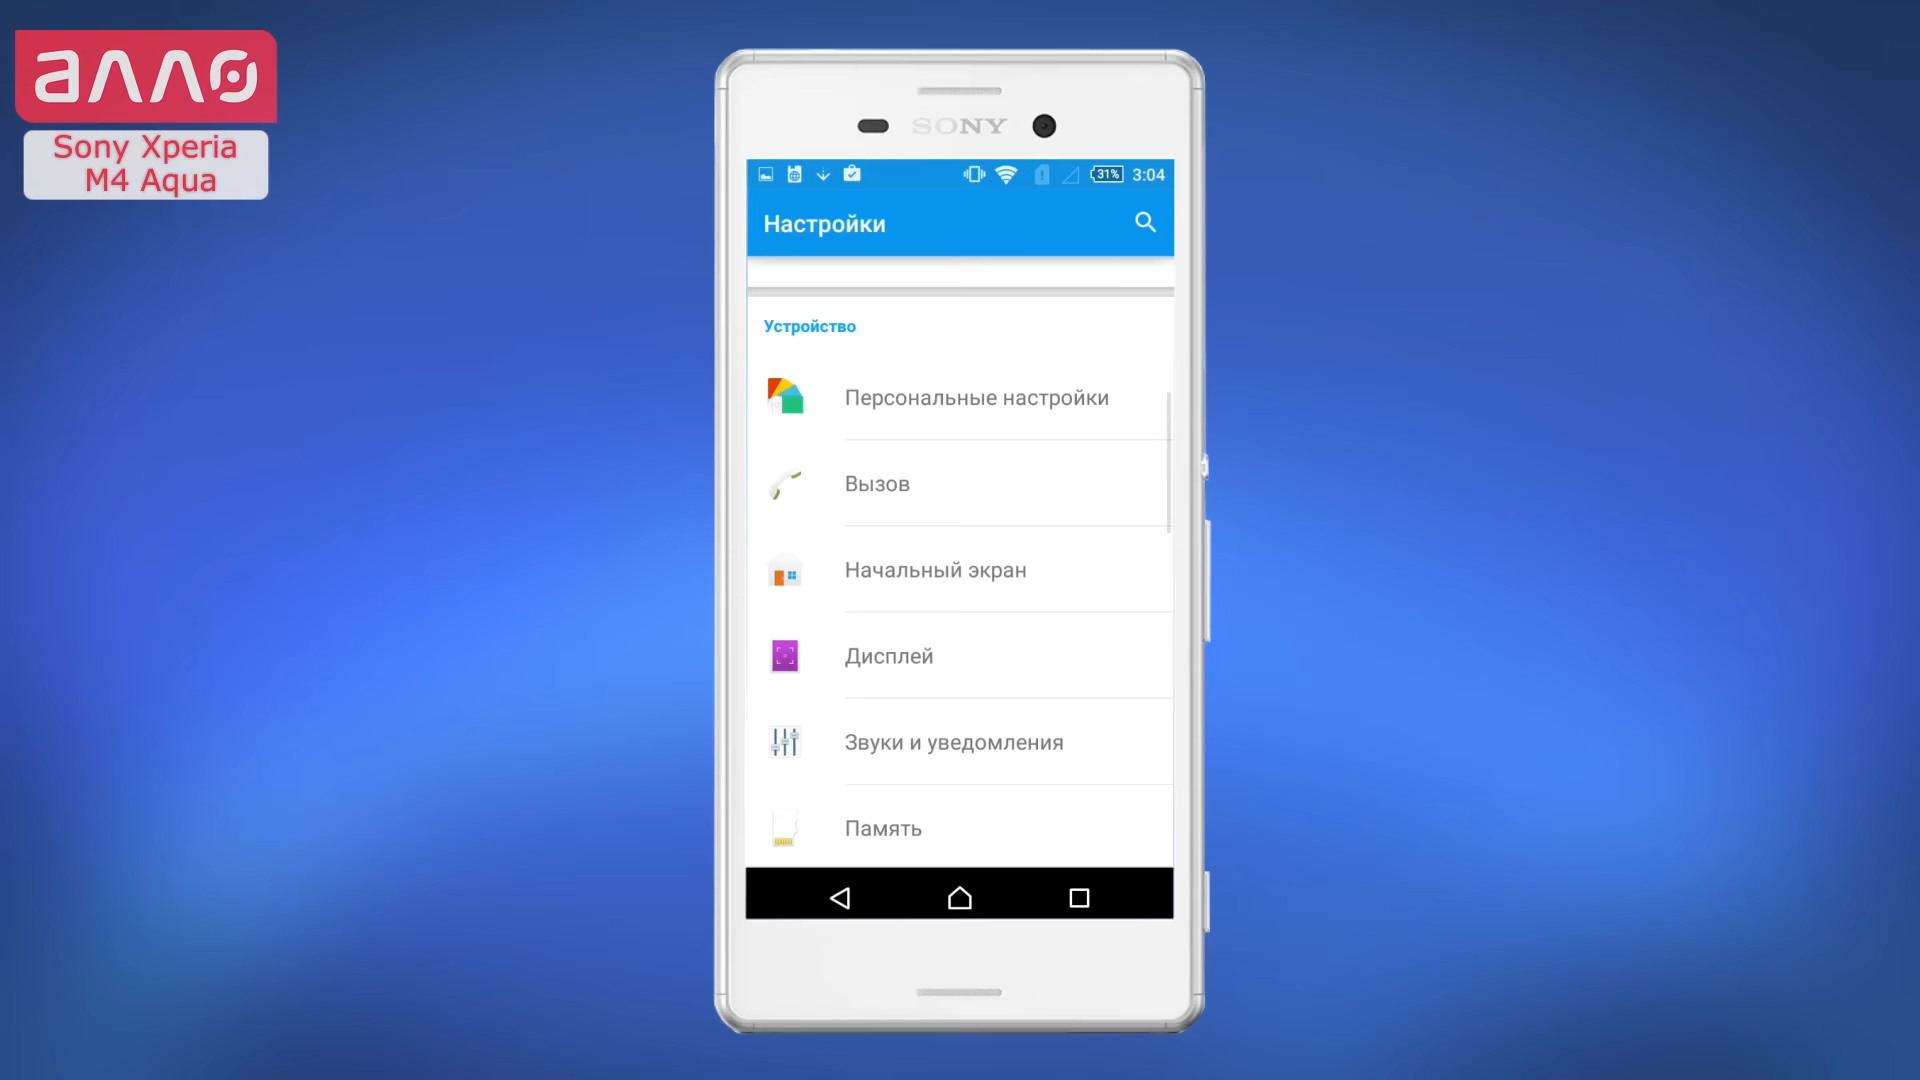 алло
Sony Xperia
M4 Aqua
SONY
31% 3:04
Настройки
Устройство
Персональные настройки
Вызов
Начальный экран
Дисплей
Звуки и уведомления
Память